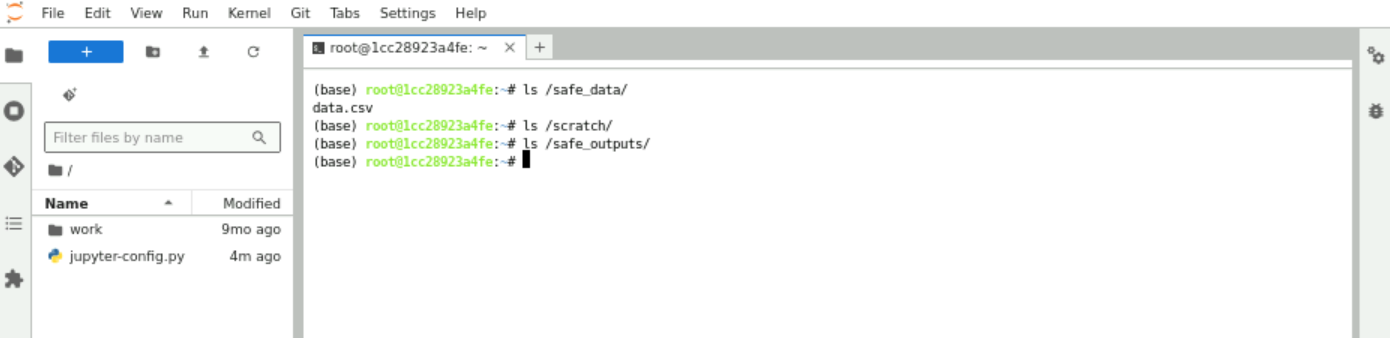 File Edit View Run Kernel Git Tabs Settings Help
+
root@1cc28923a4fe: ~ × +
Filter files by name
/
Name Modified
work 9mo ago
jupyter-config.py 4m ago
(base) root@1cc28923a4fe:~# ls /safe_data/
data.csv
(base) root@1cc28923a4fe:~# ls /scratch/
(base) root@1cc28923a4fe:~# ls /safe_outputs/
(base) root@1cc28923a4fe:~#